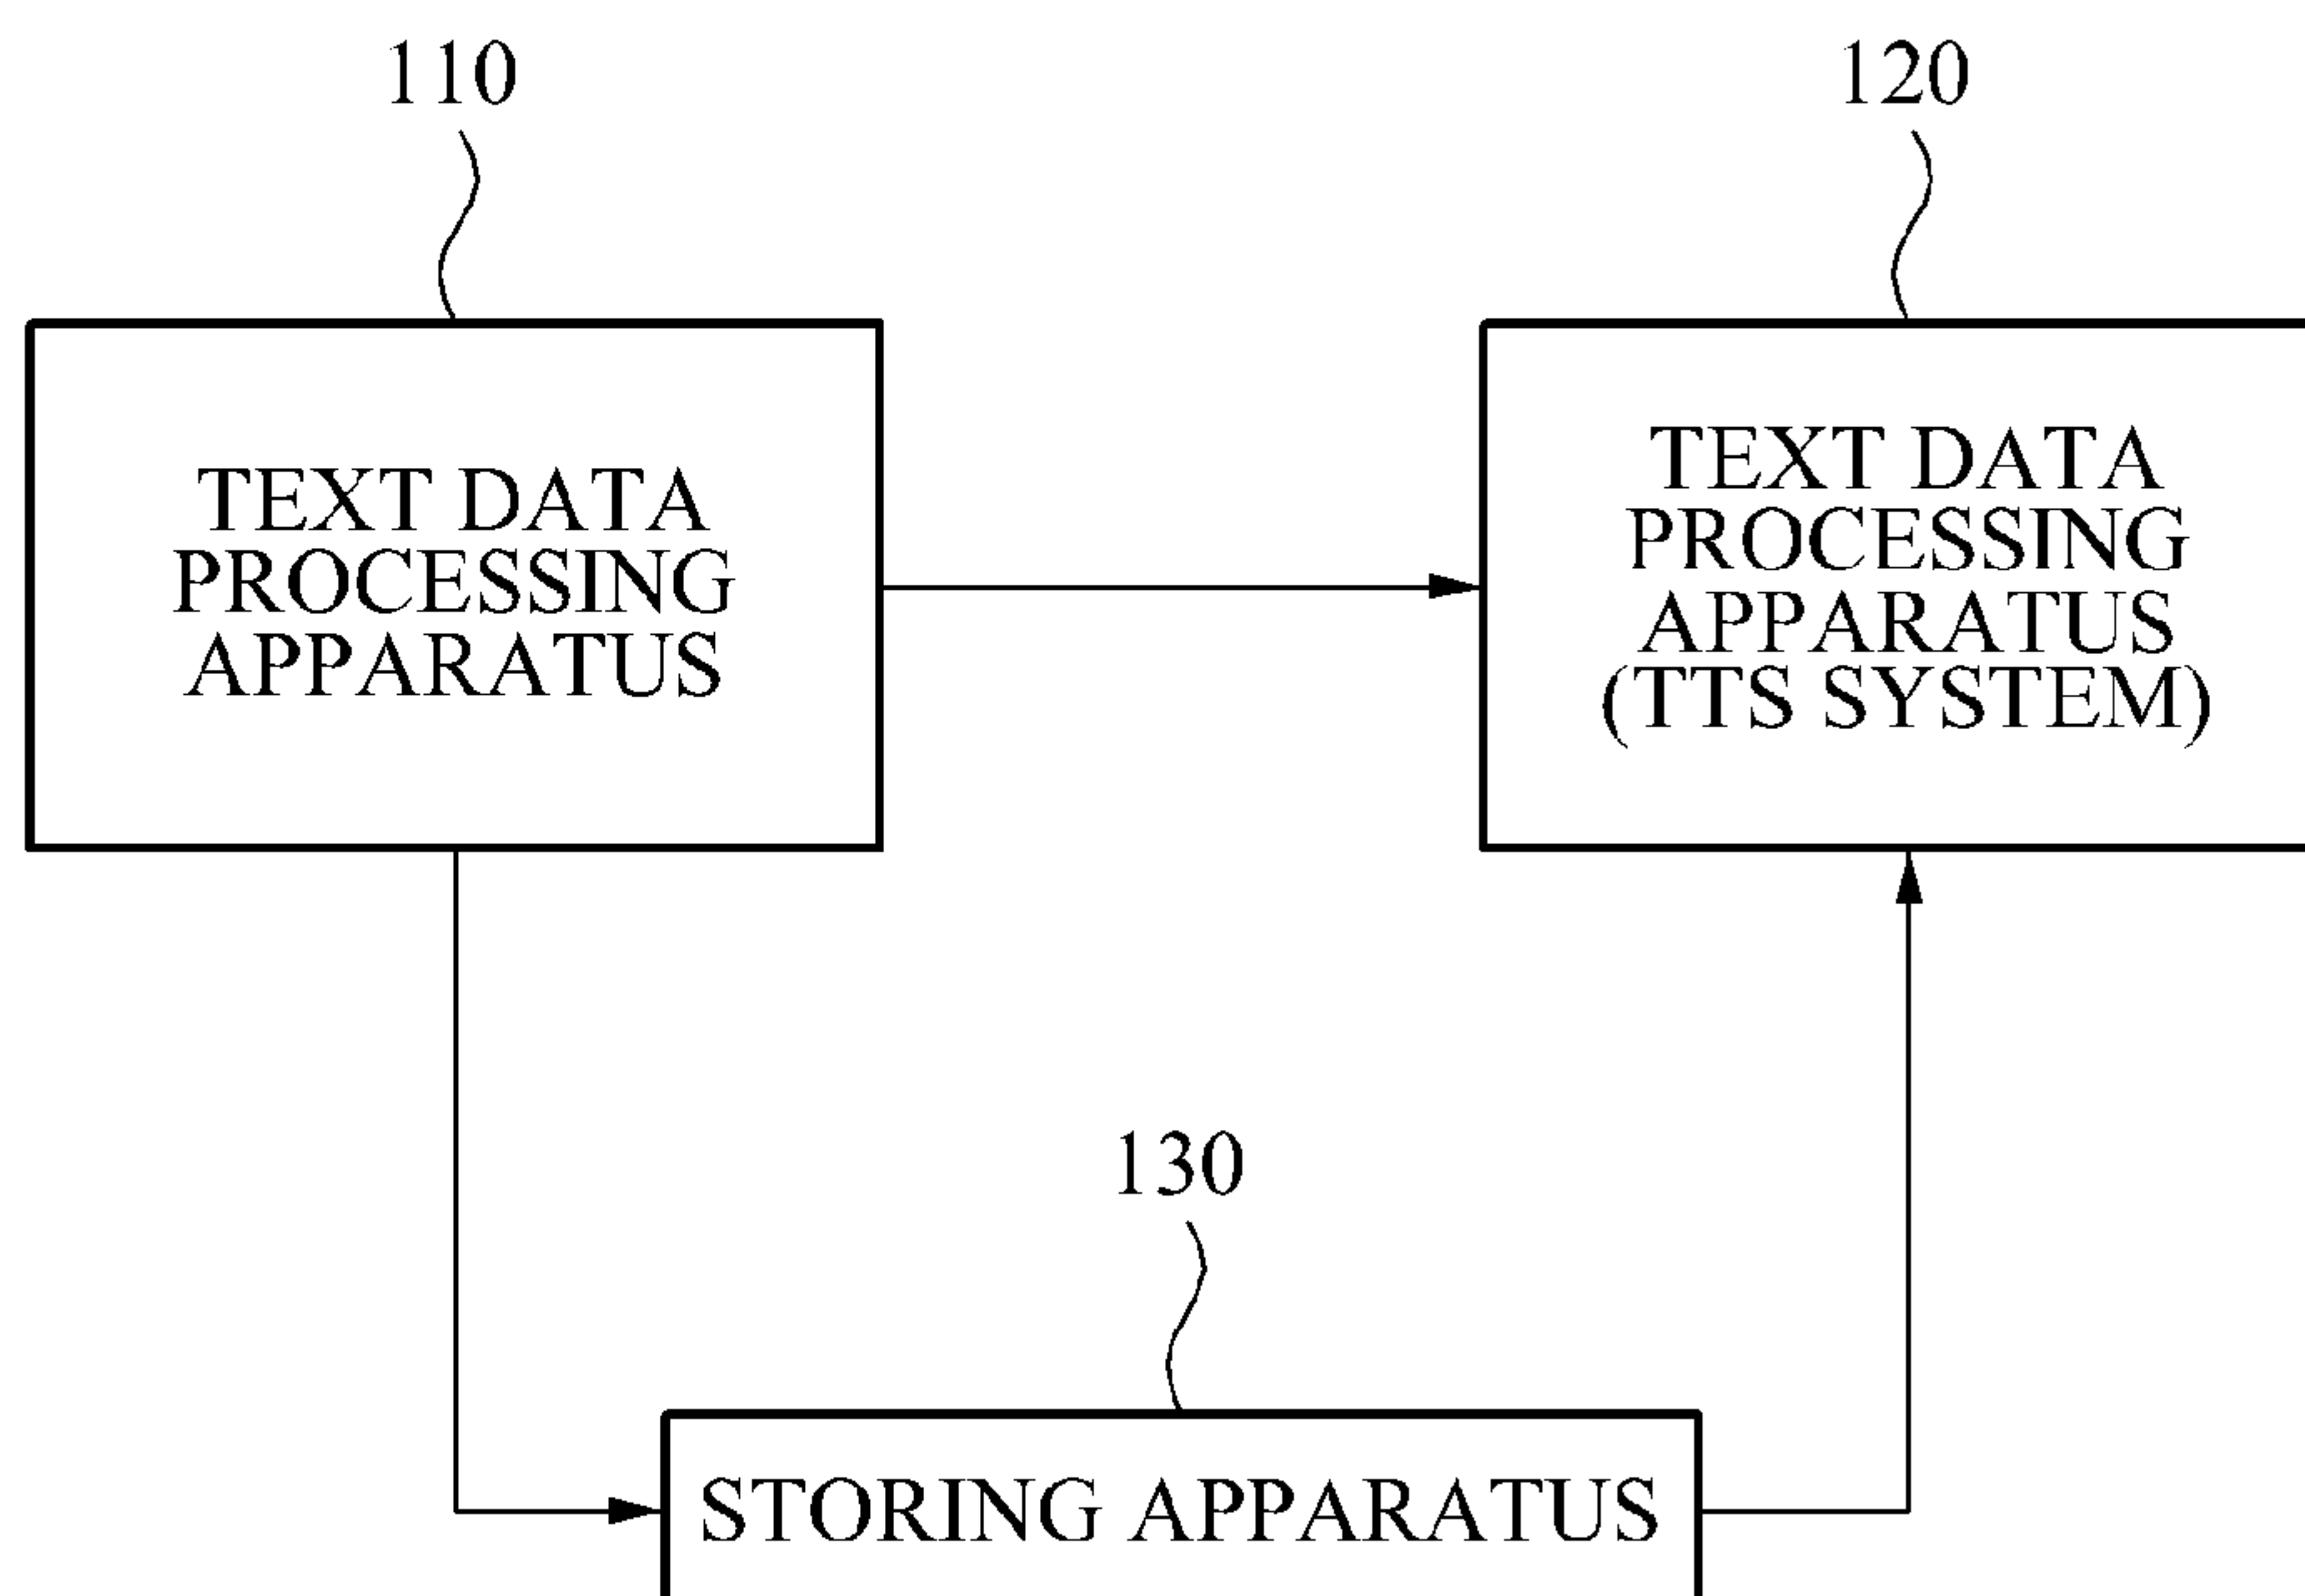 110
120
TEXT DATA
PROCESSING
APPARATUS
TEXT DATA
PROCESSING
APPARATUS
(TTS SYSTEM)
130
STORING APPARATUS